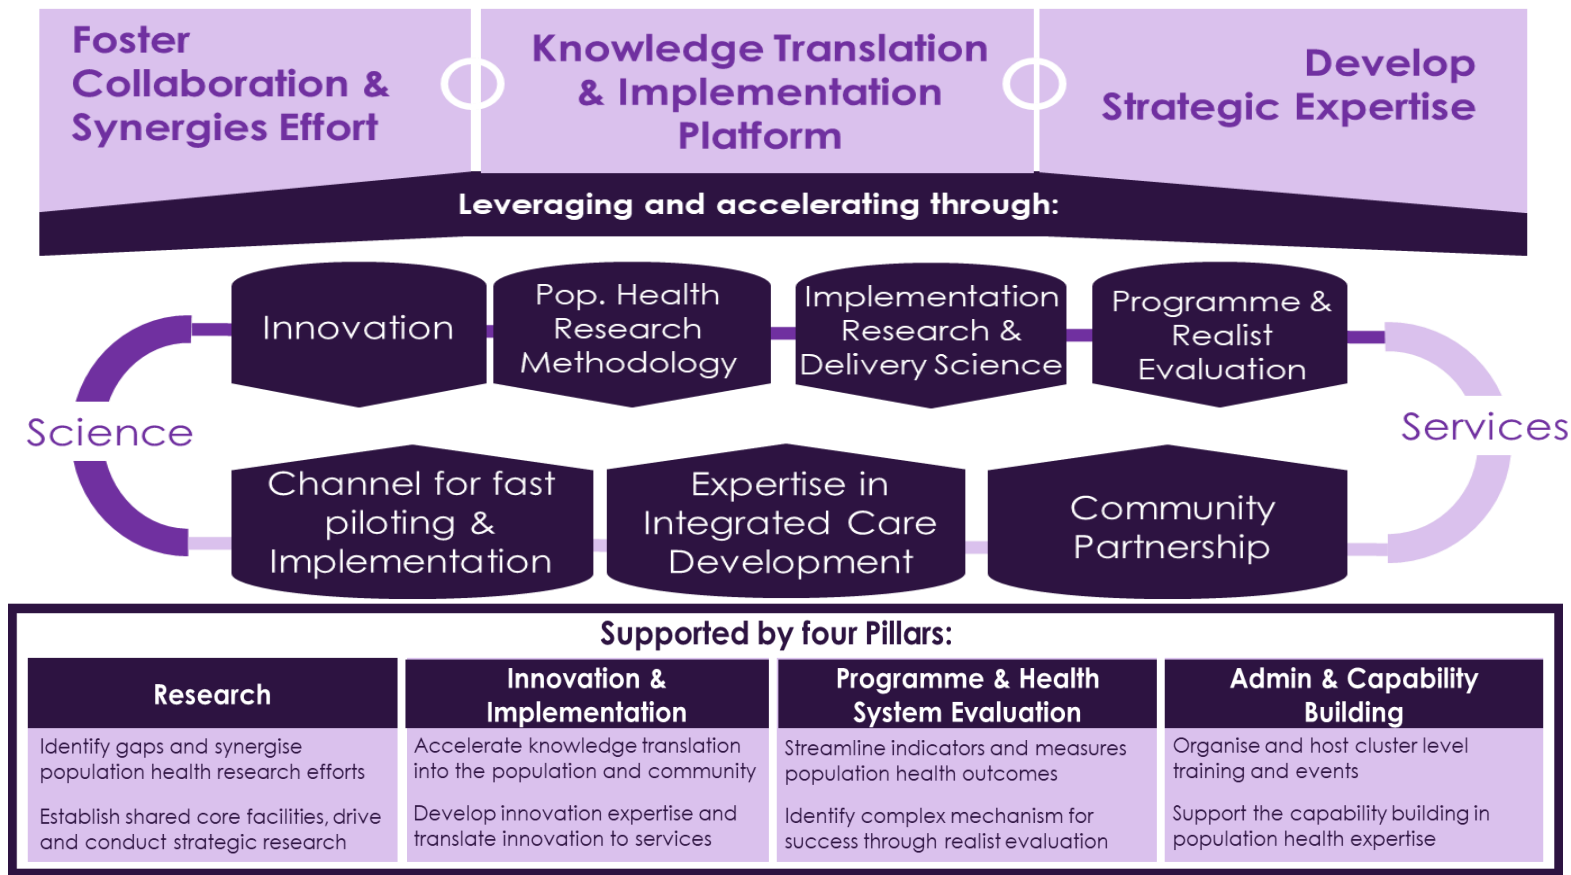 Foster
Collaboration &
Synergies Effort
Knowledge Translation
& Implementation
Platform
Develop
Strategic Expertise
Leveraging and accelerating through:
Innovation
Pop. Health
Research
Methodology
Implementation
Research &
Delivery Science
Programme &
Realist
Evaluation
Science
Services
Channel for fast
piloting &
Implementation
Expertise in
Integrated Care
Development
Community
Partnership
Supported by four Pillars:
Research
Identify gaps and synergise
population health research efforts
Establish shared core facilities, drive
and conduct strategic research
Innovation &
Implementation
Accelerate knowledge translation
into the population and community
Develop innovation expertise and
translate innovation to services
Programme & Health
System Evaluation
Streamline indicators and measures
population health outcomes
Identify complex mechanism for
success through realist evaluation
Admin & Capability
Building
Organise and host cluster level
training and events
Support the capability building in
population health expertise